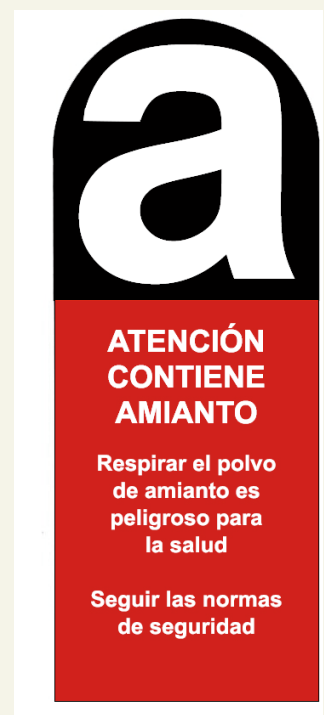 a
ATENCIÓN
CONTIENE
AMIANTO
Respirar el polvo
de amianto es
peligroso para
la salud
Seguir las normas
de seguridad